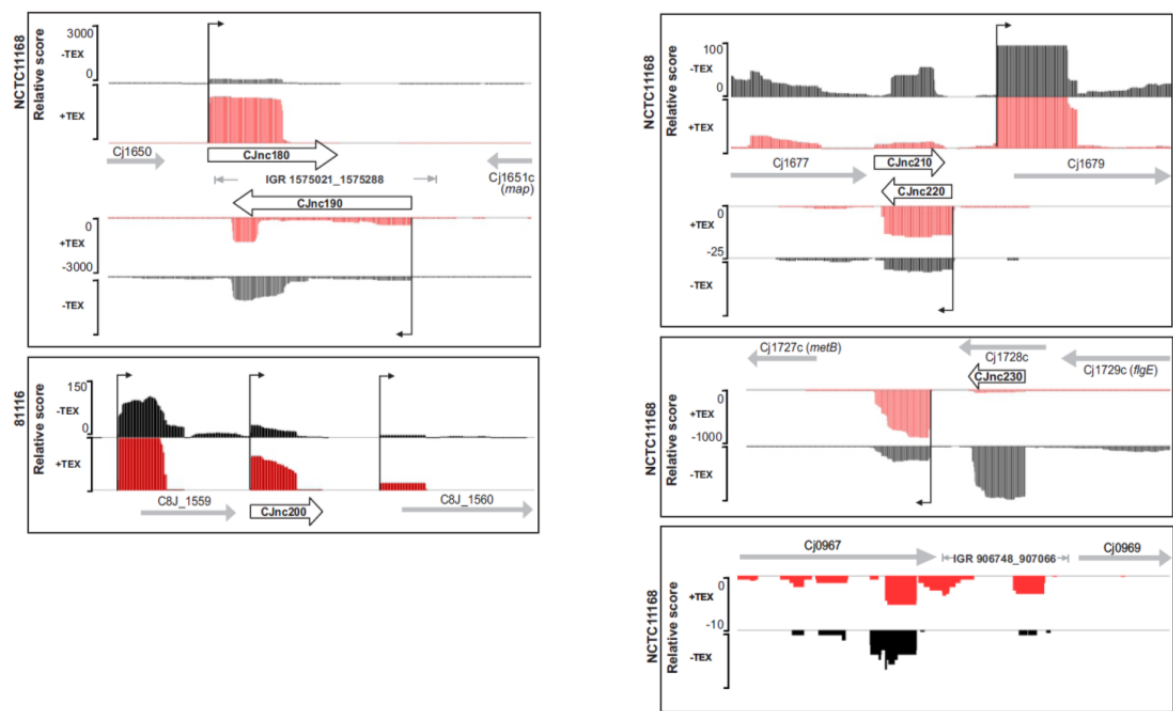 NCTC11168
Relative score
3000
-TEX
0
+TEX
Cj1650
CJnc180
Cj1651c
(map)
IGR 1575021_1575288
CJnc190
0
+TEX
-3000
-TEX
81116
Relative score
150
-TEX
0
+TEX
C8J_1559
CJnc200
C8J_1560
NCTC11168
Relative score
100
-TEX
0
+TEX
Cj1677
CJnc210
Cj1679
CJnc220
0
+TEX
-25
-TEX
NCTC11168
Relative score
Cj1727c (metB)
Cj1728c
CJnc230
Cj1729c (flgE)
0
+TEX
-1000
-TEX
NCTC11168
Relative score
Cj0967
IGR 906748_907066
Cj0969
0
+TEX
-10
-TEX